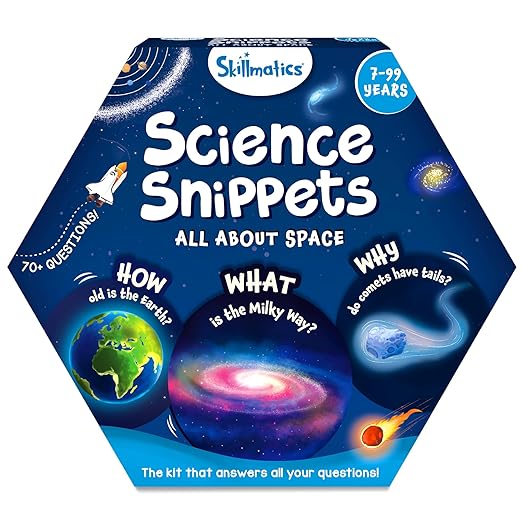 Skillmatics
7-99
YEARS
Science
Snippets
ALL ABOUT SPACE
70+ QUESTIONS!
HOW
old is the Earth?
WHAT
is the Milky Way?
WHY
do comets have tails?
The kit that answers all your questions!